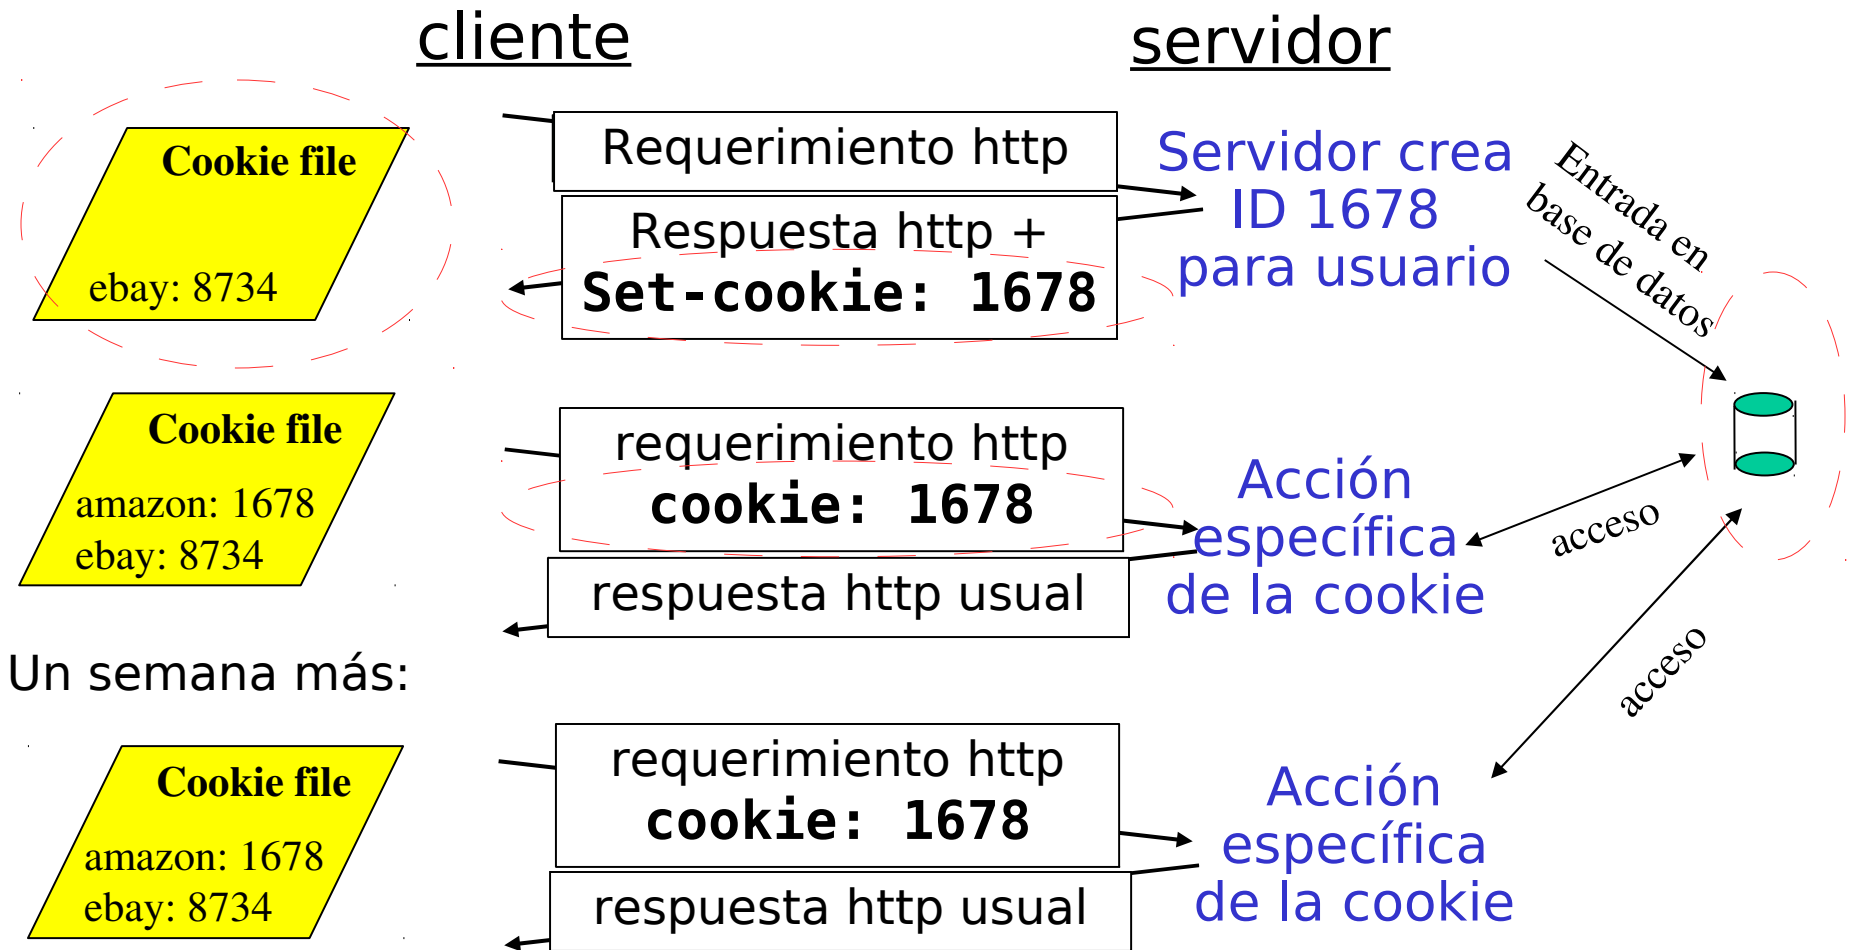 cliente
servidor
Cookie file
ebay: 8734
Requerimiento http
Respuesta http +
Set-cookie: 1678
Servidor crea
ID 1678
para usuario
Entrada en
base de datos
Cookie file
amazon: 1678
ebay: 8734
requerimiento http
cookie: 1678
respuesta http usual
Acción
específica
de la cookie
acceso
acceso
Un semana más:
Cookie file
amazon: 1678
ebay: 8734
requerimiento http
cookie: 1678
respuesta http usual
Acción
específica
de la cookie